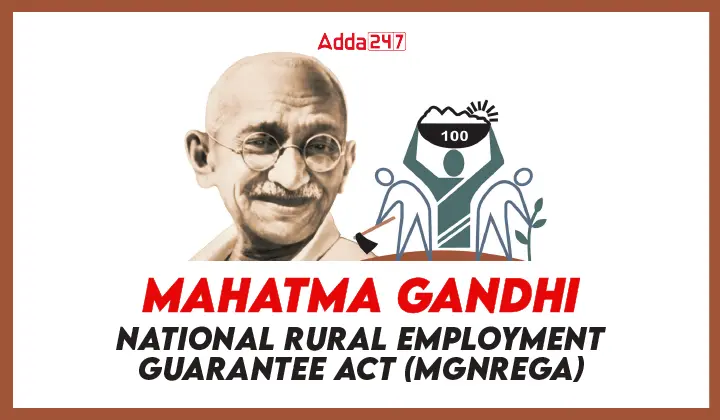 Adda247
100
MAHATMA GANDHI
NATIONAL RURAL EMPLOYMENT
GUARANTEE ACT (MGNREGA)